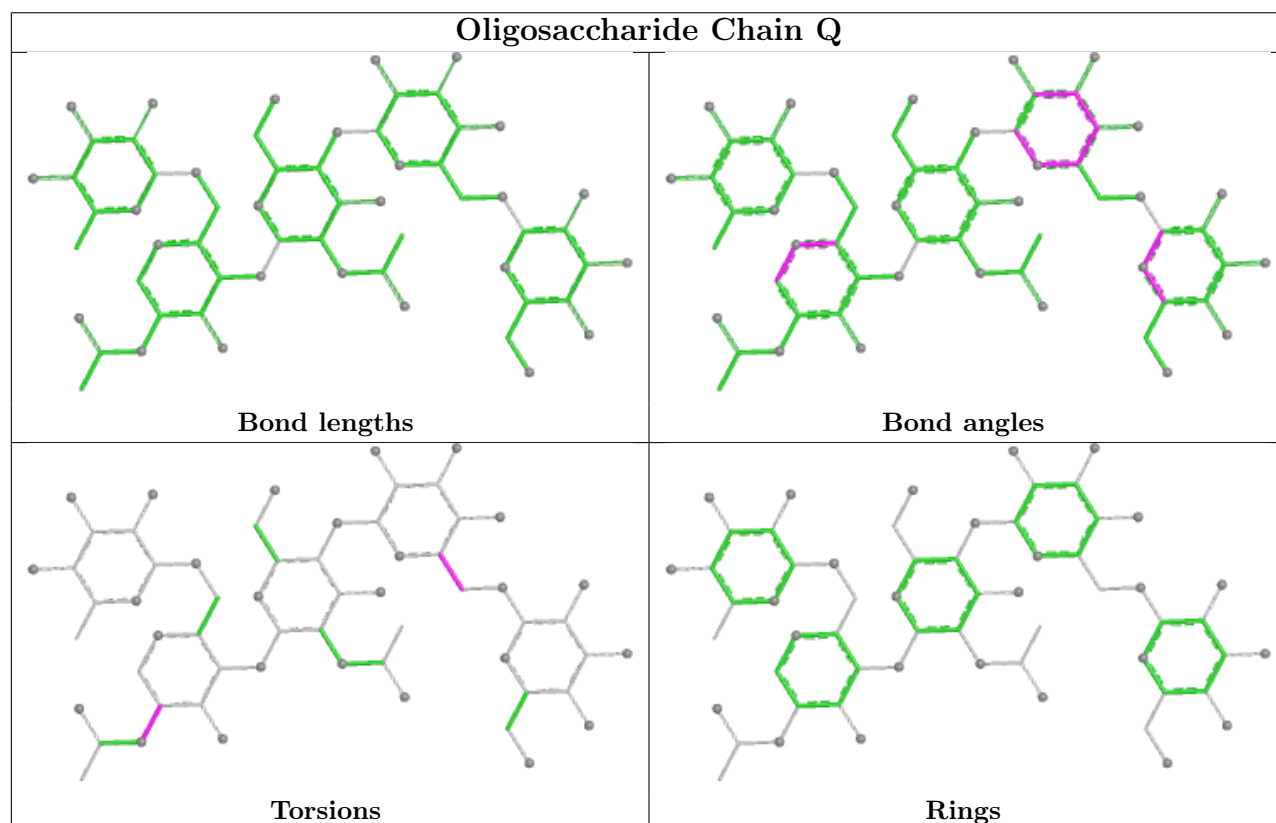 Oligosaccharide Chain Q
Bond lengths
Bond angles
Torsions
Rings